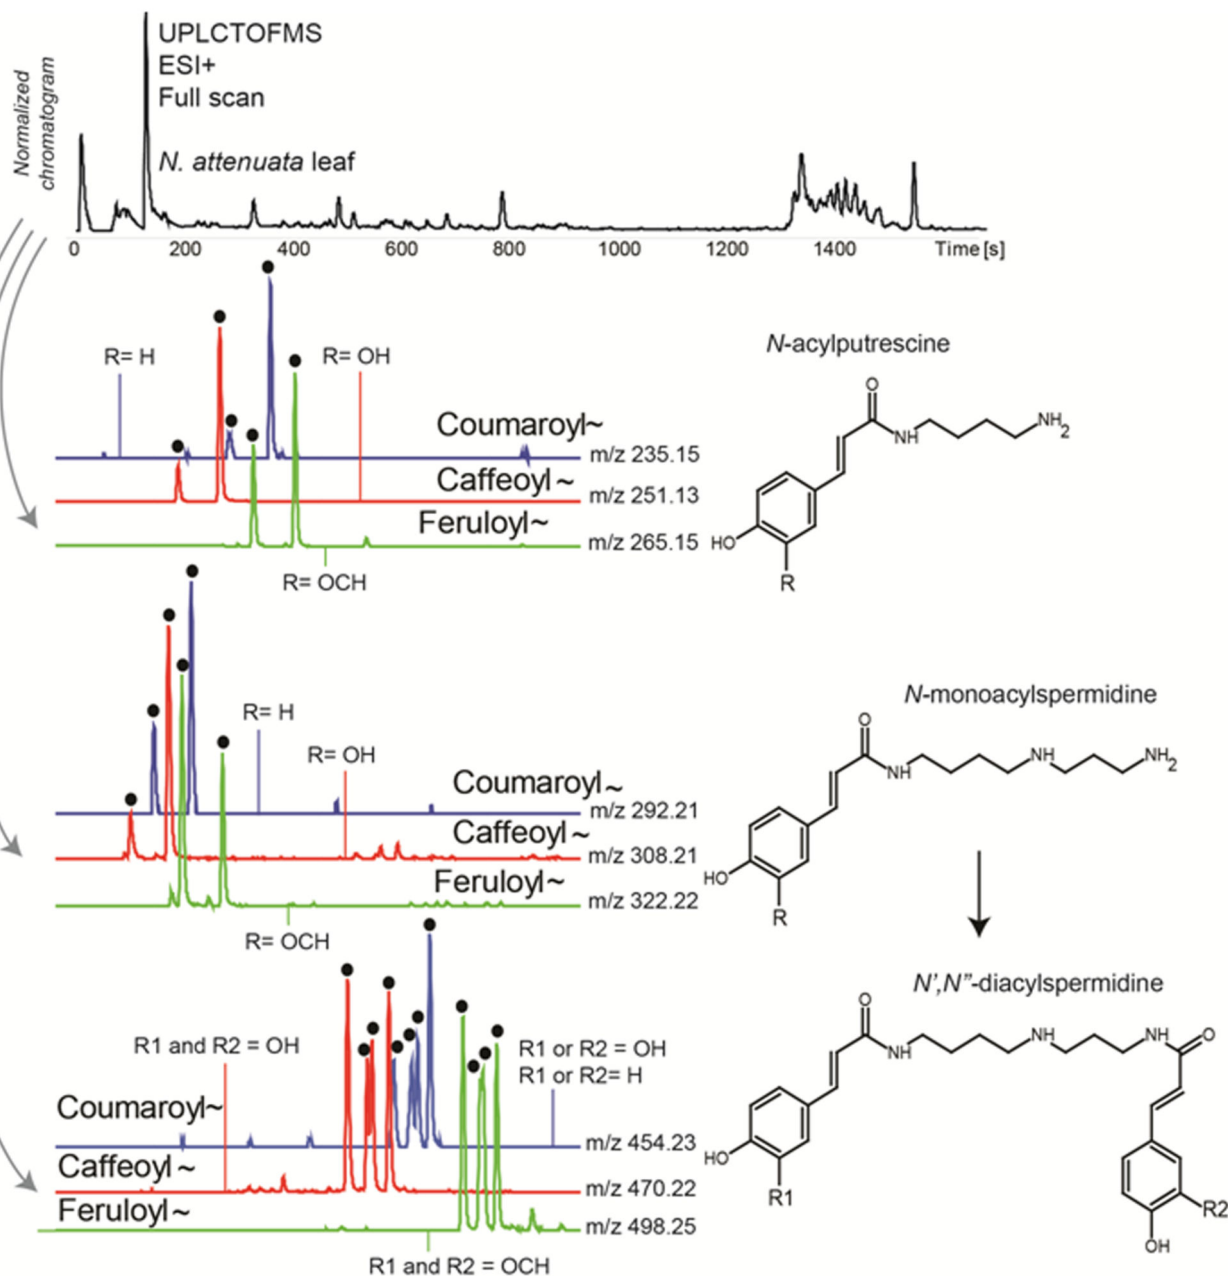 Normalized
chromatogram
UPLCTOFMS
ESI+
Full scan
N. attenuata leaf
0 200 400 600 800 1000 1200 1400 Time [s]
R= H
R= OH
Coumaroyl~
m/z 235.15
Caffeoyl~
m/z 251.13
Feruloyl~
m/z 265.15
R= OCH
N-acylputrescine
O
NH
NH2
HO
R
R= H
R= OH
Coumaroyl~
m/z 292.21
Caffeoyl~
m/z 308.21
Feruloyl~
m/z 322.22
R= OCH
N-monoacylspermidine
O
NH
NH
NH2
HO
R
R1 and R2 = OH
R1 or R2 = OH
R1 or R2= H
Coumaroyl~
m/z 454.23
Caffeoyl~
m/z 470.22
Feruloyl~
m/z 498.25
R1 and R2 = OCH
N',N"-diacylspermidine
O
NH
NH
NH
O
HO
R1
R2
OH